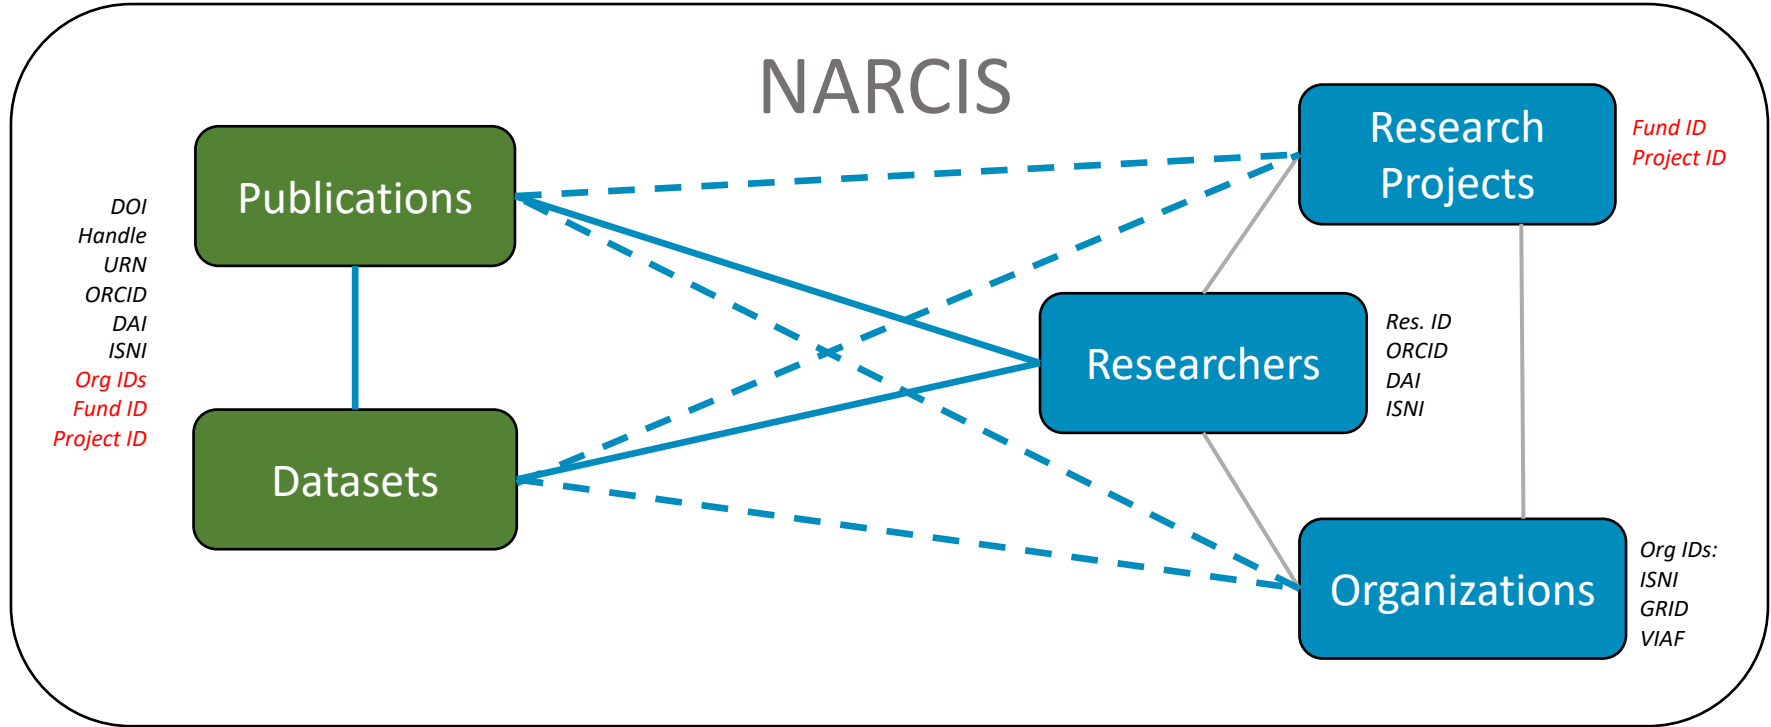 NARCIS
Publications
DOI
Handle
URN
ORCID
DAI
ISNI
Org IDs
Fund ID
Project ID
Datasets
Research
Projects
Fund ID
Project ID
Researchers
Res. ID
ORCID
DAI
ISNI
Organizations
Org IDs:
ISNI
GRID
VIAF